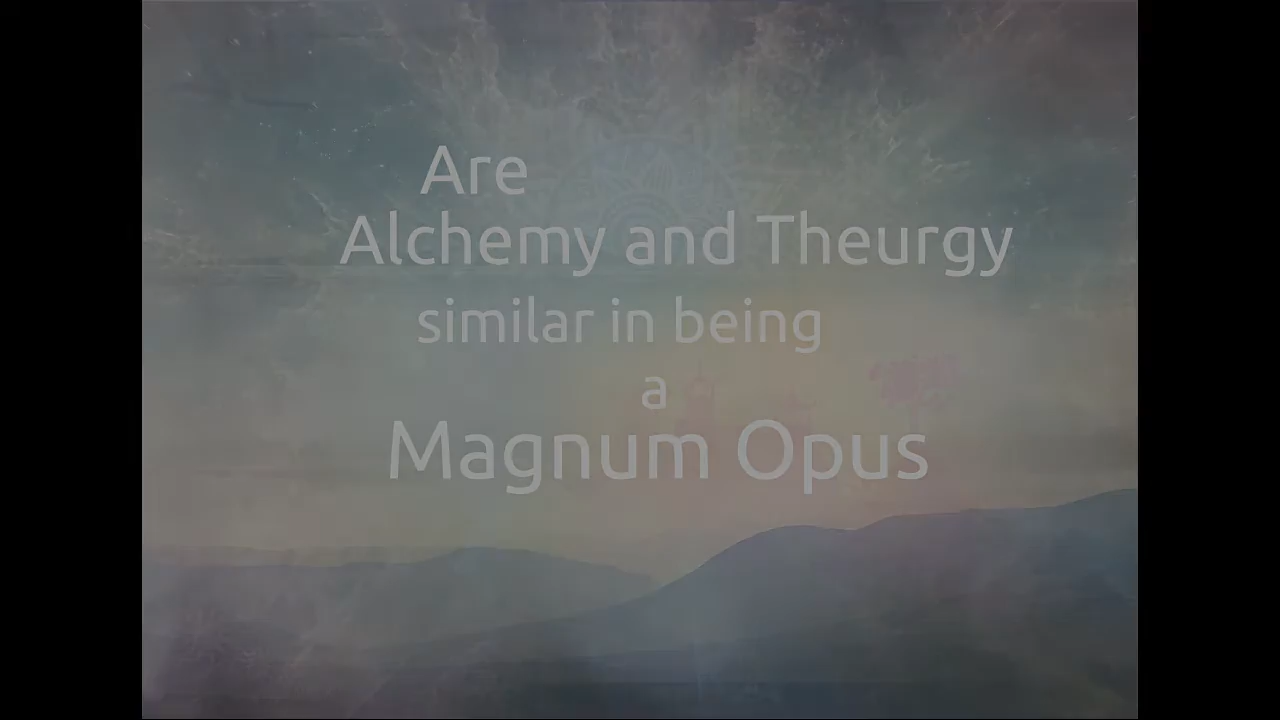 Are
Alchemy and Theurgy
similar in being
a
Magnum Opus